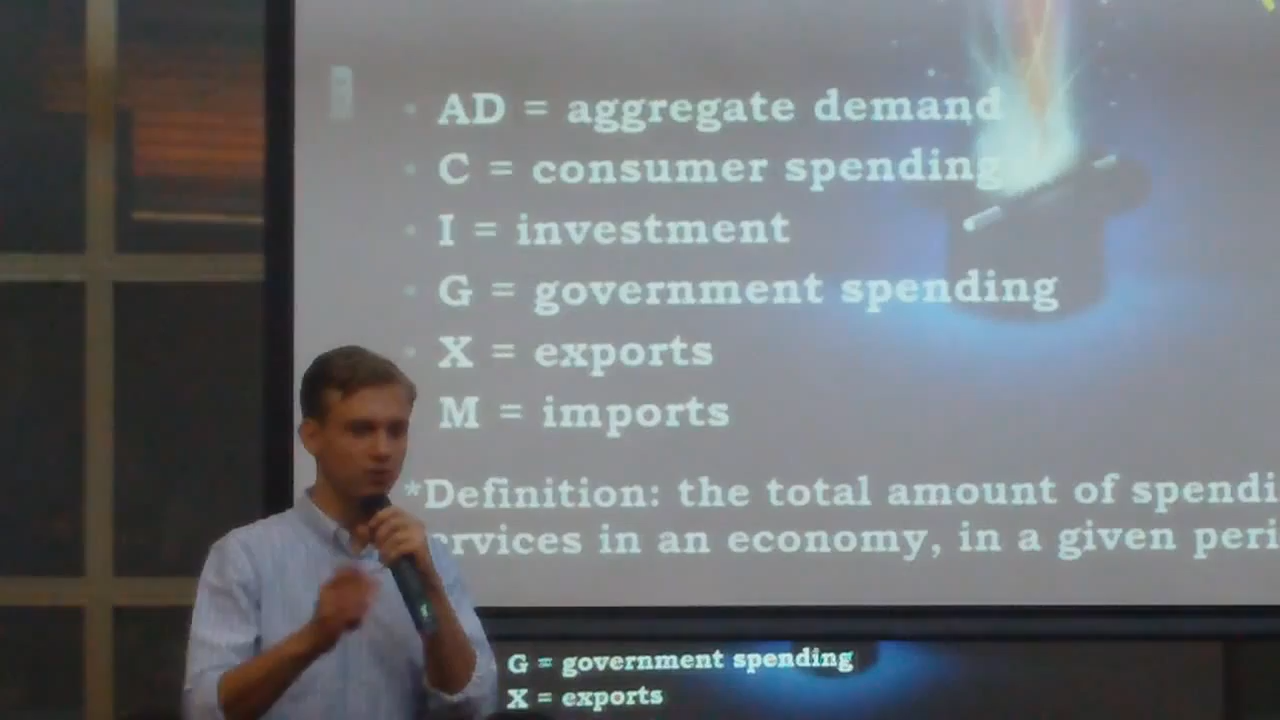 AD = aggregate demand
C = consumer spending
I = investment
G = government spending
X = exports
M = imports
*Definition: the total amount of spendi
ervices in an economy, in a given peri
G = government spending
X = exports